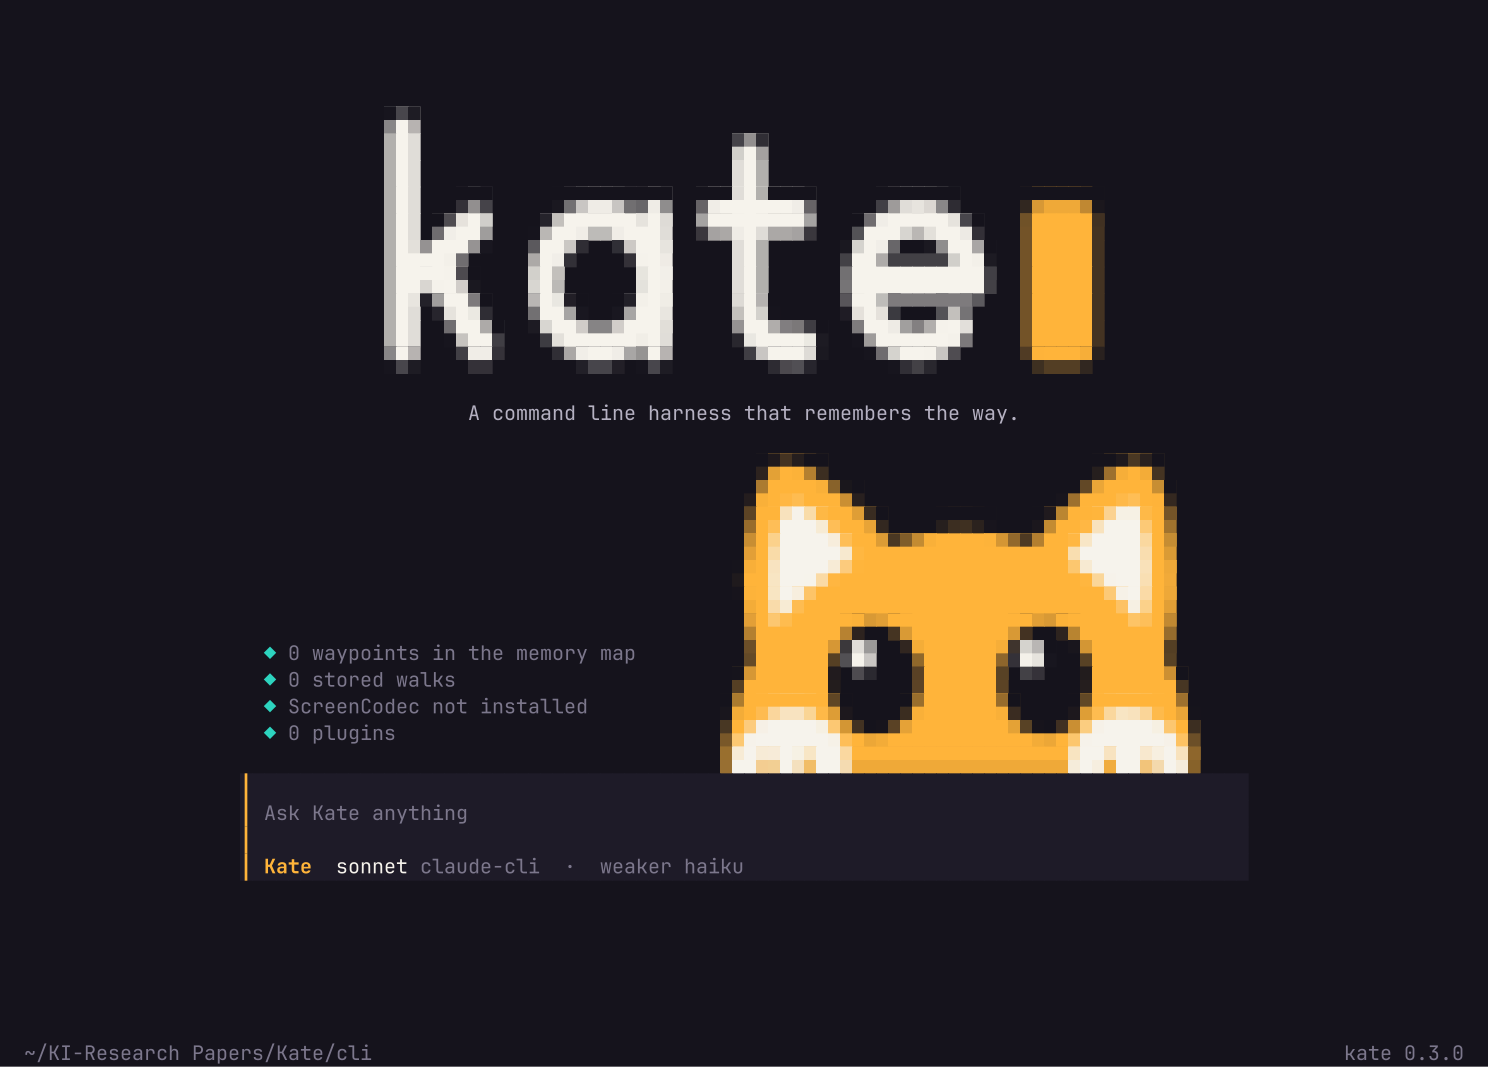 kate
A command line harness that remembers the way.
◆ 0 waypoints in the memory map
◆ 0 stored walks
◆ ScreenCodec not installed
◆ 0 plugins
Ask Kate anything
Kate sonnet claude-cli · weaker haiku
~/KI-Research Papers/Kate/cli
kate 0.3.0